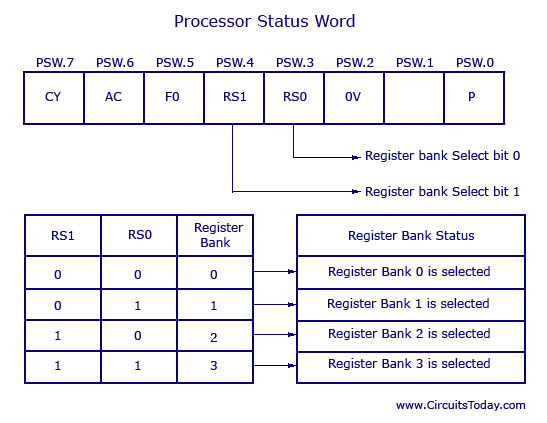 Processor Status Word
PSW.7 PSW.6 PSW.5 PSW.4 PSW.3 PSW.2 PSW.1 PSW.0
CY AC F0 RS1 RS0 0V P
Register bank Select bit 0
Register bank Select bit 1
RS1 RS0 Register Bank Register Bank Status
0 0 0 Register Bank 0 is selected
0 1 1 Register Bank 1 is selected
1 0 2 Register Bank 2 is selected
1 1 3 Register Bank 3 is selected
www.CircuitsToday.com